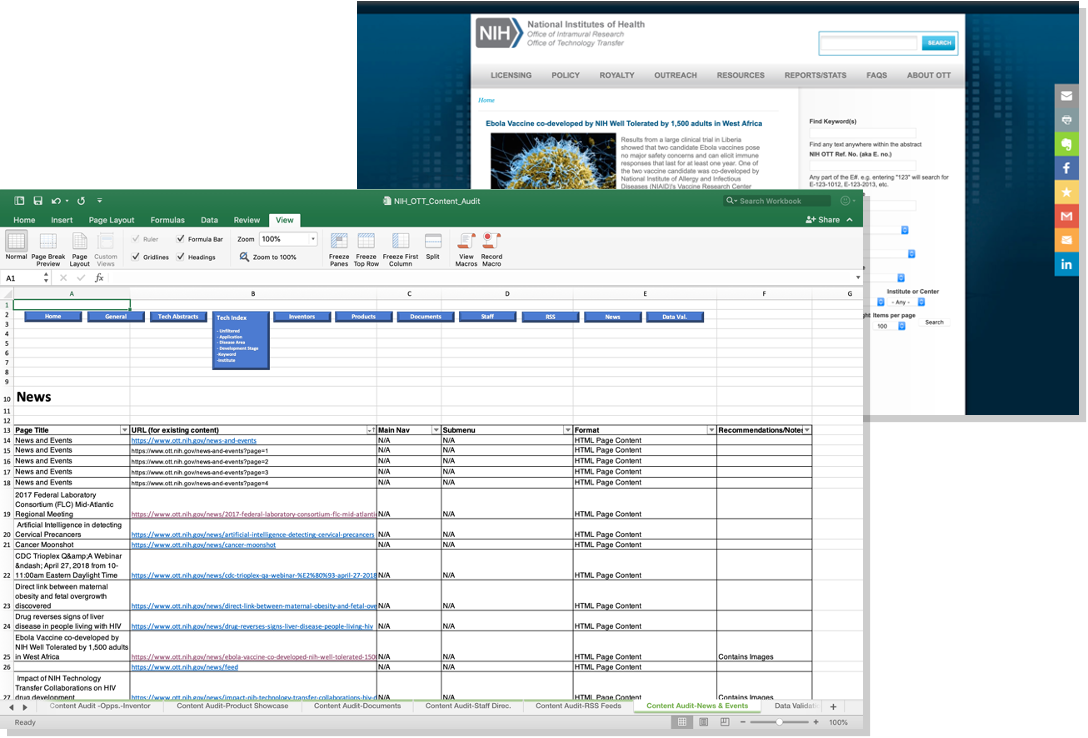 NIH
National Institutes of Health
Office of Intramural Research
Office of Technology Transfer
SEARCH
LICENSING POLICY ROYALTY OUTREACH RESOURCES REPORTS/STATS FAQS ABOUT OTT
Home
Ebola Vaccine co-developed by NIH Well Tolerated by 1,500 adults in West Africa
Results from a large clinical trial in Liberia
showed that two candidate Ebola vaccines pose
no major safety concerns and can elicit immune
responses that last for at least one year. One of
the two vaccine candidate was co-developed by
National Institute of Allergy and Infectious
Diseases (NIAID)'s Vaccine Research Center
Find Keyword(s)
Find any text anywhere within the abstract
NIH OTT Ref. No. (aka E. no.)
Any part of the E#. e.g. entering "123" will search for
E-123-1012, E-123-2013, etc.
Institute or Center
- Any -
Items per page
100
Search
f
M
in
NIH_OTT_Content_Audit
Search Workbook
Home Insert Page Layout Formulas Data Review View
Share
Ruler Formula Bar
Gridlines Headings
Zoom 100%
Zoom to 100%
Normal Page Break Preview Page Layout Custom Views
Freeze Panes Freeze Top Row Freeze First Column Split
View Macros Record Macro
A1 fx
A B C D E F G
1
2 Home General Tech Abstracts Tech Index Inventors Products Documents Staff RSS News Data Val.
3 - Unfiltered
4 - Application
5 - Disease Area
6 - Development Stage
7 -Keyword
-Institute
8
9
10 News
11
12
13 Page Title URL (for existing content) Main Nav Submenu Format Recommendations/Notes
14 News and Events https://www.ott.nih.gov/news-and-events N/A N/A HTML Page Content
15 News and Events https://www.ott.nih.gov/news-and-events?page=1 N/A N/A HTML Page Content
16 News and Events https://www.ott.nih.gov/news-and-events?page=2 N/A N/A HTML Page Content
17 News and Events https://www.ott.nih.gov/news-and-events?page=3 N/A N/A HTML Page Content
18 News and Events https://www.ott.nih.gov/news-and-events?page=4 N/A N/A HTML Page Content
2017 Federal Laboratory
Consortium (FLC) Mid-Atlantic
19 Regional Meeting https://www.ott.nih.gov/news/2017-federal-laboratory-consortium-flc-mid-atlantic N/A N/A HTML Page Content
Artificial Intelligence in detecting
20 Cervical Precancers https://www.ott.nih.gov/news/artificial-intelligence-detecting-cervical-precancers N/A N/A HTML Page Content
21 Cancer Moonshot https://www.ott.nih.gov/news/cancer-moonshot N/A N/A HTML Page Content
CDC Trioplex Q&amp;A Webinar
&ndash; April 27, 2018 from 10-
22 11:00am Eastern Daylight Time https://www.ott.nih.gov/news/cdc-trioplex-qa-webinar-%E2%80%93-april-27-2018 N/A N/A HTML Page Content
Direct link between maternal
obesity and fetal overgrowth
23 discovered https://www.ott.nih.gov/news/direct-link-between-maternal-obesity-and-fetal-ove N/A N/A HTML Page Content
Drug reverses signs of liver
24 disease in people living with HIV https://www.ott.nih.gov/news/drug-reverses-signs-liver-disease-people-living-hiv N/A N/A HTML Page Content
Ebola Vaccine co-developed by
NIH Well Tolerated by 1,500 adults
25 in West Africa https://www.ott.nih.gov/news/ebola-vaccine-co-developed-nih-well-tolerated-150 N/A N/A HTML Page Content Contains Images
26 https://www.ott.nih.gov/news/feed N/A N/A HTML Page Content
Impact of NIH Technology
Transfer Collaborations on HIV
27 drug development https://www.ott.nih.gov/news/impact-nih-technology-transfer-collaborations-hiv-d N/A N/A HTML Page Content Contains Images
Content Audit -Opps.-Inventor Content Audit-Product Showcase Content Audit-Documents Content Audit-Staff Direc. Content Audit-RSS Feeds Content Audit-News & Events Data Validati
Ready 100%